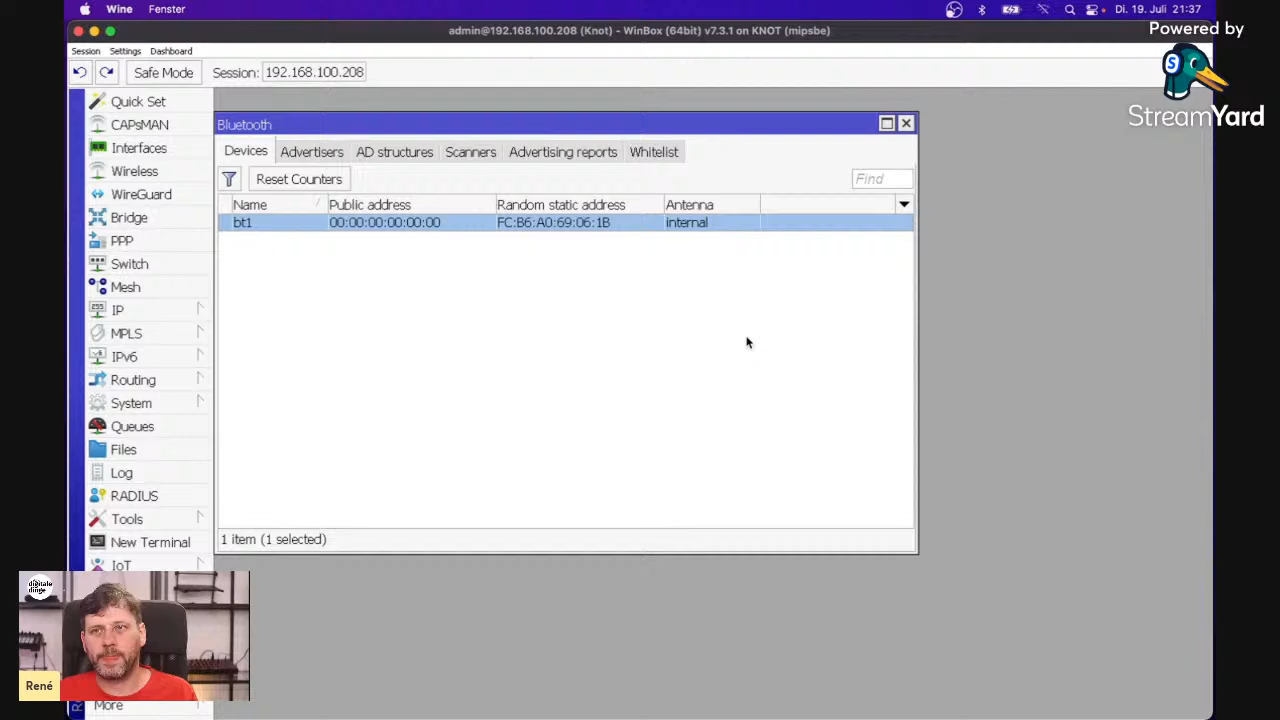 Wine Fenster Di. 19. Juli 21:37
Powered by
StreamYard
admin@192.168.100.208 (Knot) - WinBox (64bit) v7.3.1 on KNOT (mipsbe)
Session Settings Dashboard
Safe Mode Session: 192.168.100.208
Quick Set
CAPsMAN
Interfaces
Wireless
WireGuard
Bridge
PPP
Switch
Mesh
IP
MPLS
IPv6
Routing
System
Queues
Files
Log
RADIUS
Tools
New Terminal
IoT
More
Bluetooth
Devices Advertisers AD structures Scanners Advertising reports Whitelist
Reset Counters Find
Name Public address Random static address Antenna
bt1 00:00:00:00:00:00 FC:B6:A0:69:06:1B internal
1 item (1 selected)
digitale
dinge
René